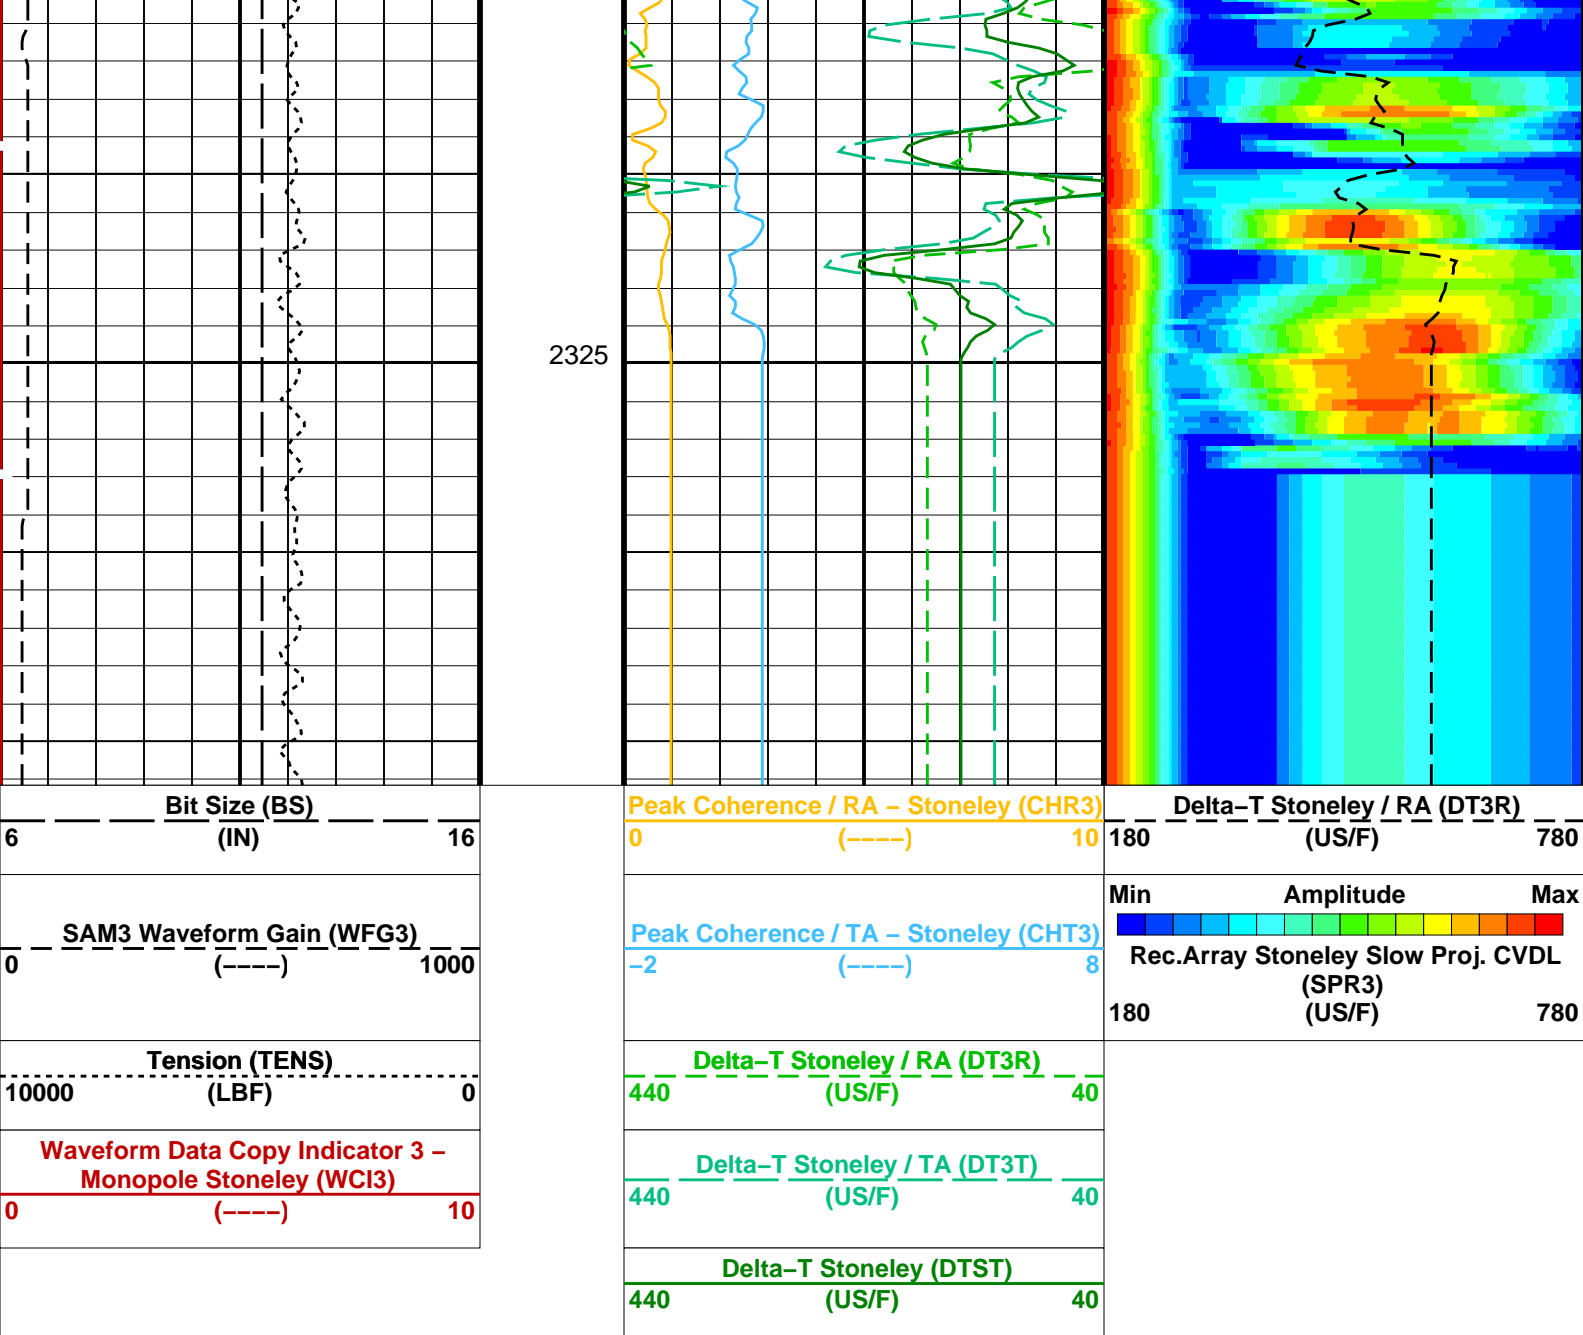 2325
Bit Size (BS)
6 (IN) 16
SAM3 Waveform Gain (WFG3)
0 (----) 1000
Tension (TENS)
10000 (LBF) 0
Waveform Data Copy Indicator 3 –
Monopole Stoneley (WCI3)
0 (----) 10
Peak Coherence / RA – Stoneley (CHR3)
0 (----) 10
Peak Coherence / TA – Stoneley (CHT3)
–2 (----) 8
Delta–T Stoneley / RA (DT3R)
440 (US/F) 40
Delta–T Stoneley / TA (DT3T)
440 (US/F) 40
Delta–T Stoneley (DTST)
440 (US/F) 40
Delta–T Stoneley / RA (DT3R)
180 (US/F) 780
Min Amplitude Max
Rec.Array Stoneley Slow Proj. CVDL
(SPR3)
180 (US/F) 780